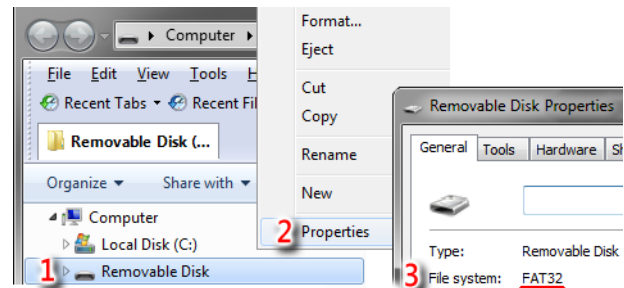 Computer
File Edit View Tools H
Recent Tabs Recent Fil
Removable Disk (...
Organize Share with
Computer
Local Disk (C:)
1 Removable Disk
Format...
Eject
Cut
Copy
Rename
New
2 Properties
Removable Disk Properties
General Tools Hardware Sh
Type: Removable Disk
3 File system: FAT32